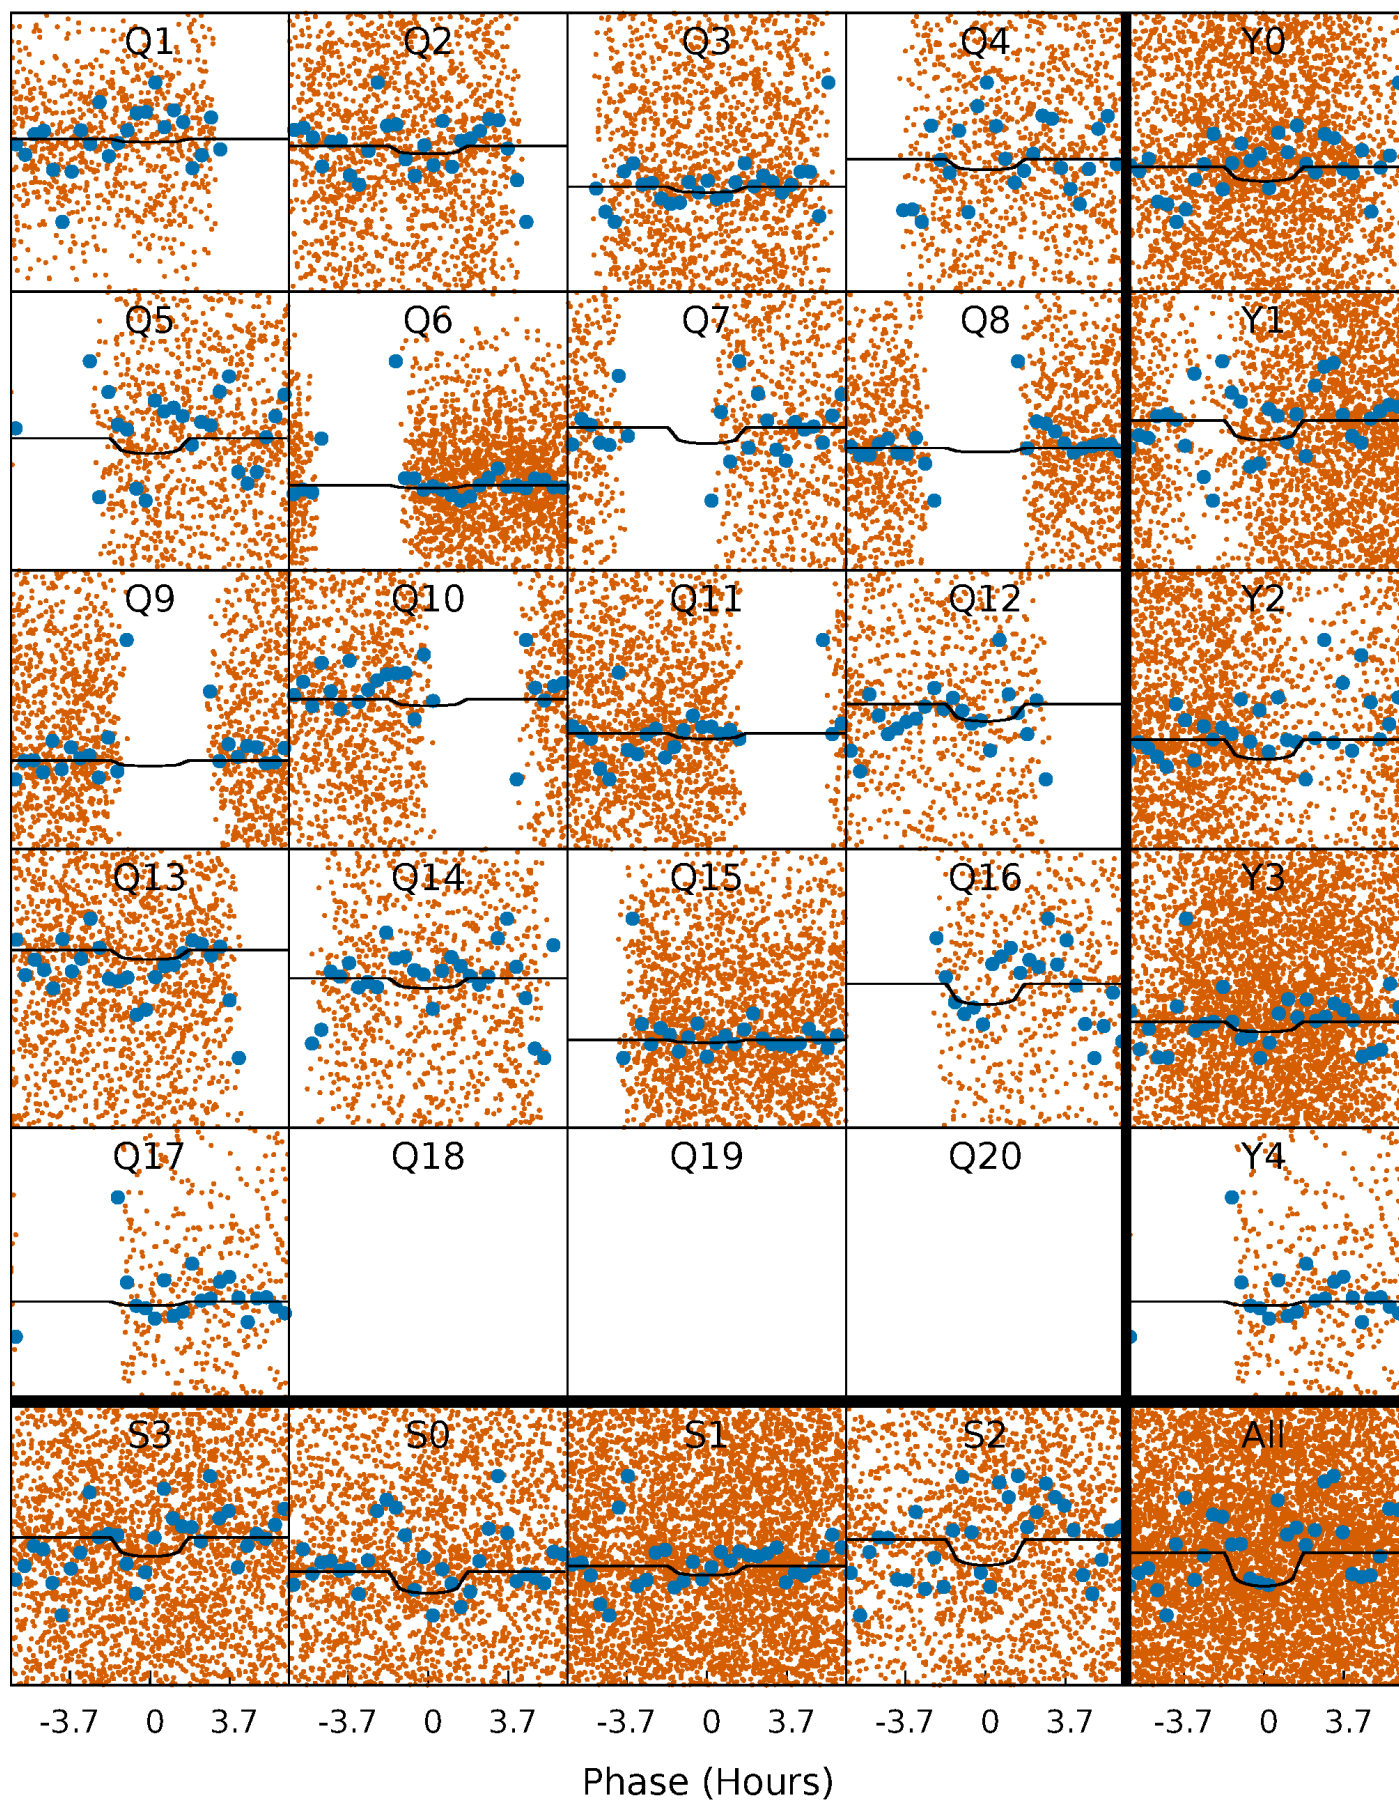 Q1 Q2 Q3 Q4 Y0
Q5 Q6 Q7 Q8 Y1
Q9 Q10 Q11 Q12 Y2
Q13 Q14 Q15 Q16 Y3
Q17 Q18 Q19 Q20 Y4
S3 S0 S1 S2 All
-3.7 0 3.7 -3.7 0 3.7 -3.7 0 3.7 -3.7 0 3.7 -3.7 0 3.7
Phase (Hours)